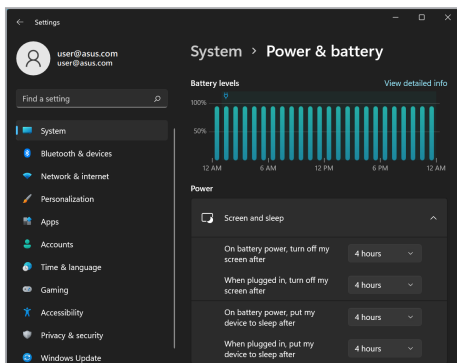 Settings
user@asus.com
user@asus.com
Find a setting
System
Bluetooth & devices
Network & internet
Personalization
Apps
Accounts
Time & language
Gaming
Accessibility
Privacy & security
Windows Update
System > Power & battery
Battery levels
View detailed info
100%
50%
12 AM 6 AM 12 PM 6 PM 12 AM
Power
Screen and sleep
On battery power, turn off my
screen after
4 hours
When plugged in, turn off my
screen after
4 hours
On battery power, put my
device to sleep after
4 hours
When plugged in, put my
device to sleep after
4 hours